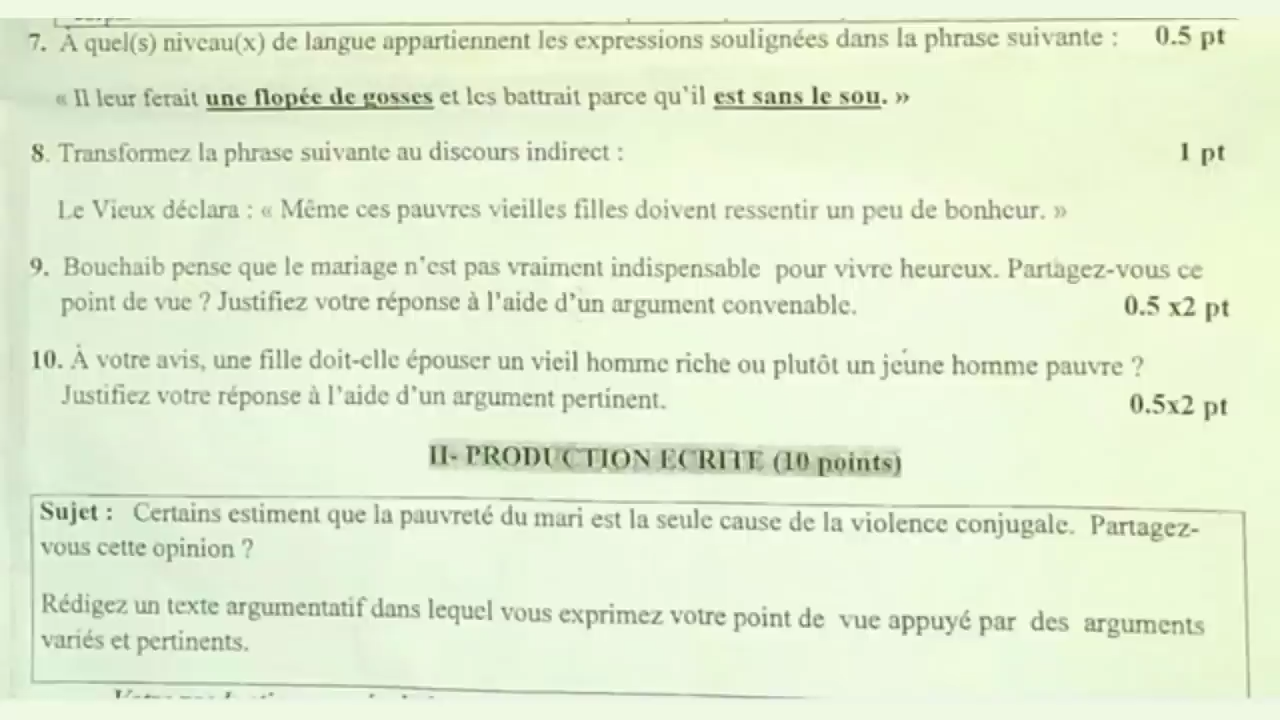 7. À quel(s) niveau(x) de langue appartiennent les expressions soulignées dans la phrase suivante : 0.5 pt
« Il leur ferait une flopée de gosses et les battrait parce qu'il est sans le sou. »
8. Transformez la phrase suivante au discours indirect : 1 pt
Le Vieux déclara : « Même ces pauvres vieilles filles doivent ressentir un peu de bonheur. »
9. Bouchaib pense que le mariage n'est pas vraiment indispensable pour vivre heureux. Partagez-vous ce
point de vue ? Justifiez votre réponse à l'aide d'un argument convenable. 0.5 x2 pt
10. À votre avis, une fille doit-elle épouser un vieil homme riche ou plutôt un jeune homme pauvre ?
Justifiez votre réponse à l'aide d'un argument pertinent. 0.5x2 pt
II- PRODUCTION ECRITE (10 points)
Sujet : Certains estiment que la pauvreté du mari est la seule cause de la violence conjugale. Partagez-
vous cette opinion ?
Rédigez un texte argumentatif dans lequel vous exprimez votre point de vue appuyé par des arguments
variés et pertinents.